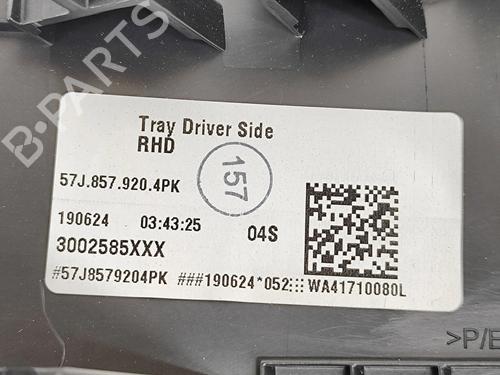 B-PARTS
Tray Driver Side
RHD
157
57J.857.920.4PK
190624 03:43:25 04S
3002585XXX
#57J8579204PK ###190624*052:::WA41710080L
>P/E